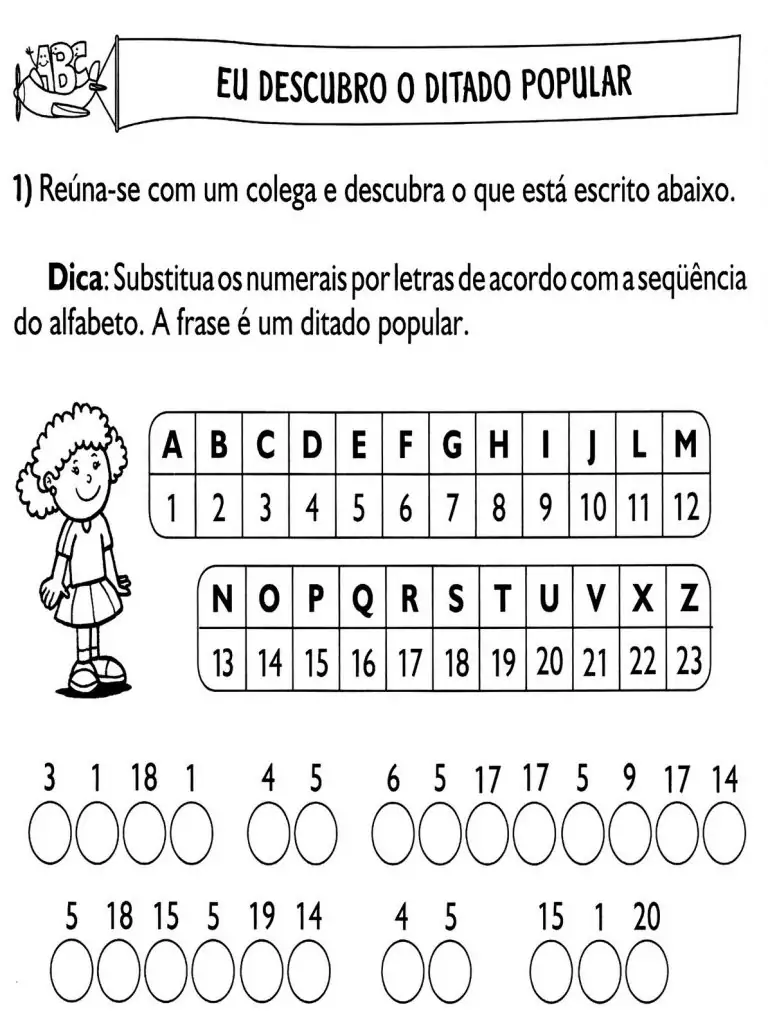 ABC
EU DESCUBRO O DITADO POPULAR
1) Reúna-se com um colega e descubra o que está escrito abaixo.
Dica: Substitua os numerais por letras de acordo com a seqüência
do alfabeto. A frase é um ditado popular.
A B C D E F G H I J L M
1 2 3 4 5 6 7 8 9 10 11 12
N O P Q R S T U V X Z
13 14 15 16 17 18 19 20 21 22 23
3 1 18 1 4 5 6 5 17 17 5 9 17 14
5 18 15 5 19 14 4 5 15 1 20